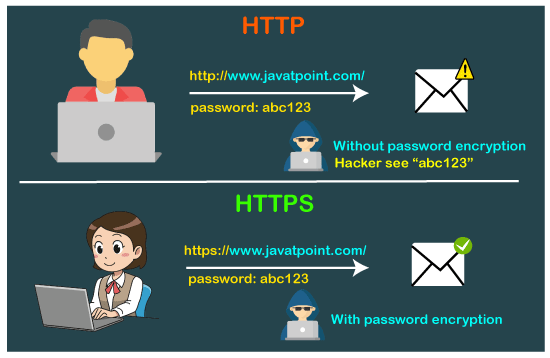 HTTP
http://www.javatpoint.com/
password: abc123
Without password encryption
Hacker see “abc123”
HTTPS
https://www.javatpoint.com/
password: abc123
With password encryption